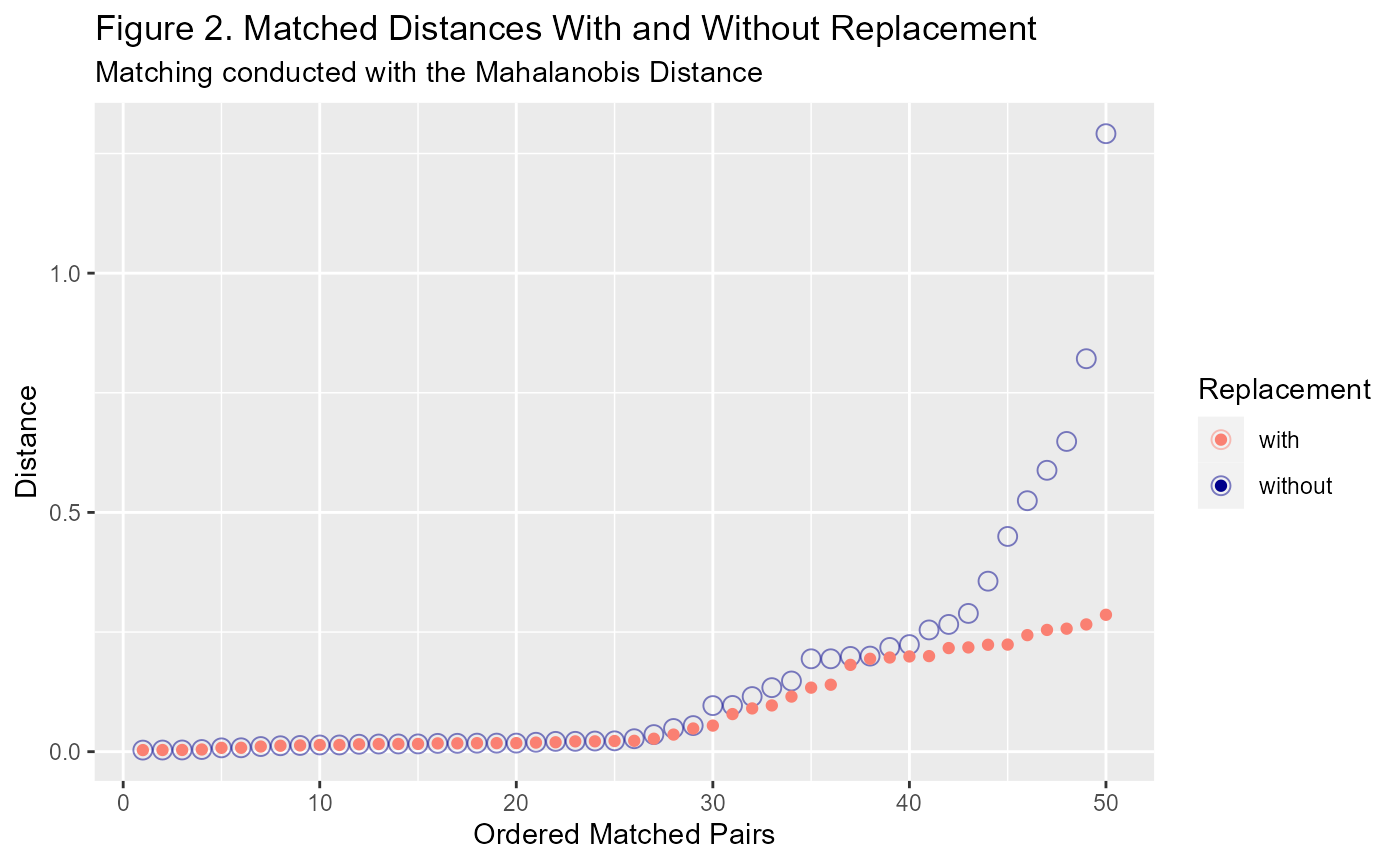 Figure 2. Matched Distances With and Without Replacement
Matching conducted with the Mahalanobis Distance
1.0
0.5
0.0
Distance
0 10 20 30 40 50
Ordered Matched Pairs
Replacement
with
without